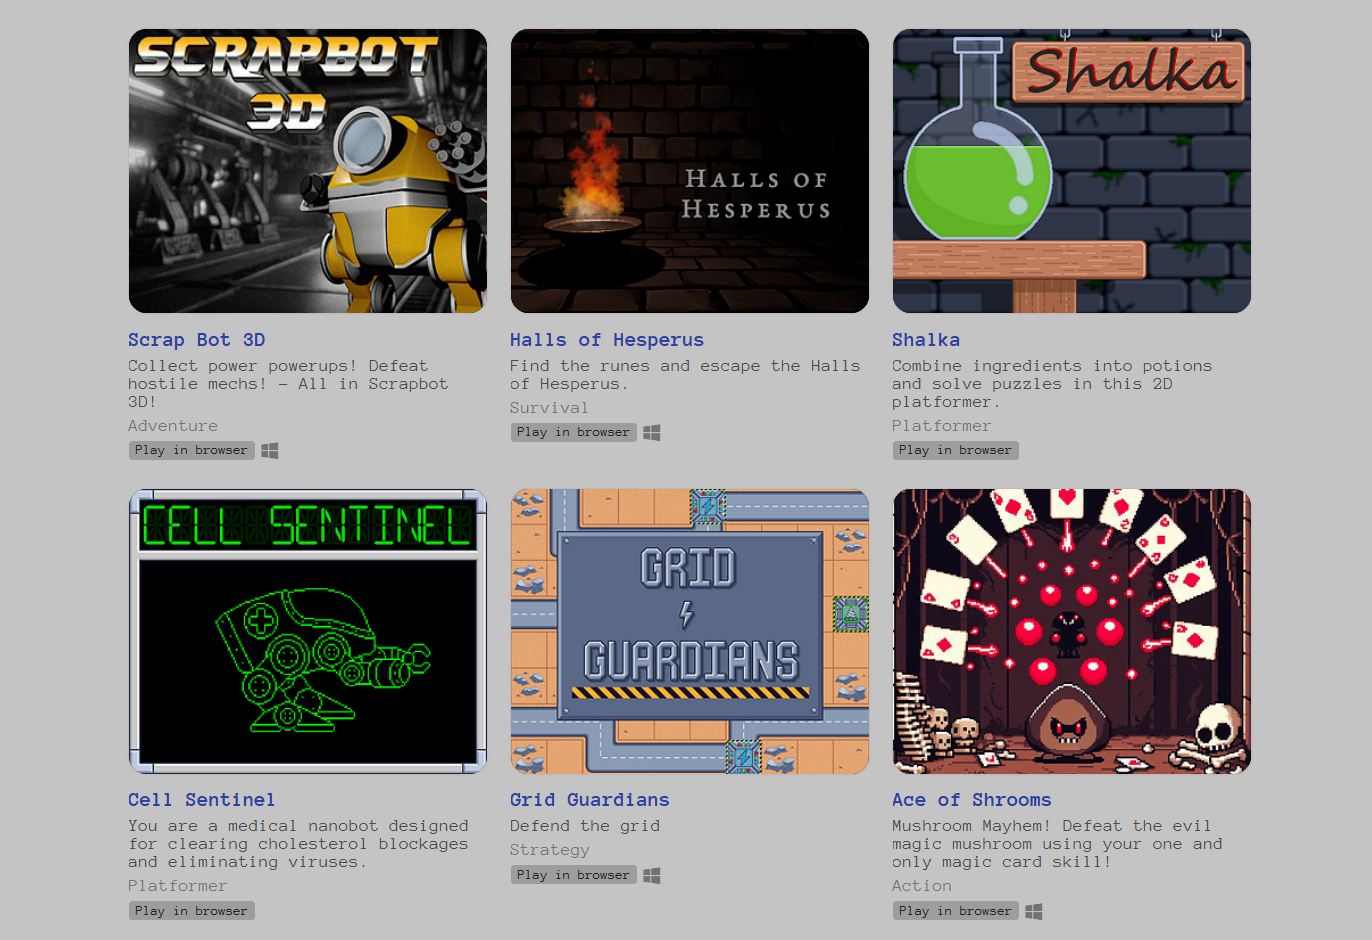 SCRAPBOT
3D
HALLS OF
HESPERUS
Shalka
Scrap Bot 3D
Collect power powerups! Defeat
hostile mechs! - All in Scrapbot
3D!
Adventure
Play in browser
Halls of Hesperus
Find the runes and escape the Halls
of Hesperus.
Survival
Play in browser
Shalka
Combine ingredients into potions
and solve puzzles in this 2D
platformer.
Platformer
Play in browser
CELL SENTINEL
GRID
GUARDIANS
Cell Sentinel
You are a medical nanobot designed
for clearing cholesterol blockages
and eliminating viruses.
Platformer
Play in browser
Grid Guardians
Defend the grid
Strategy
Play in browser
Ace of Shrooms
Mushroom Mayhem! Defeat the evil
magic mushroom using your one and
only magic card skill!
Action
Play in browser